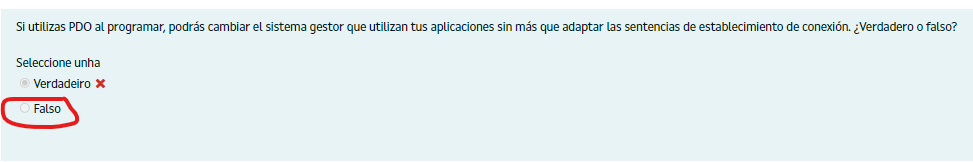 Si utilizas PDO al programar, podrás cambiar el sistema gestor que utilizan tus aplicaciones sin más que adaptar las sentencias de establecimiento de conexión. ¿Verdadero o falso?
Seleccione unha
Verdadeiro ✖
Falso